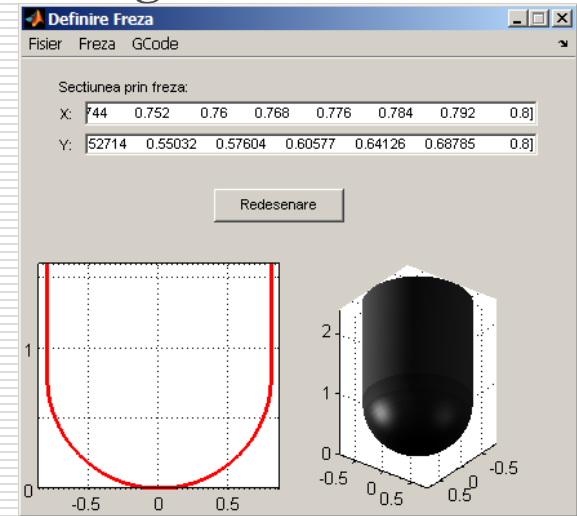 Definire Freza
Fisier Freza GCode
Sectiunea prin freza:
X: 744 0.752 0.76 0.768 0.776 0.784 0.792 0.8]
Y: 52714 0.55032 0.57604 0.60577 0.64126 0.68785 0.8]
Redesenare
1
0
-0.5 0 0.5
2
1
0
-0.5
0
0.5
0.5
0
-0.5